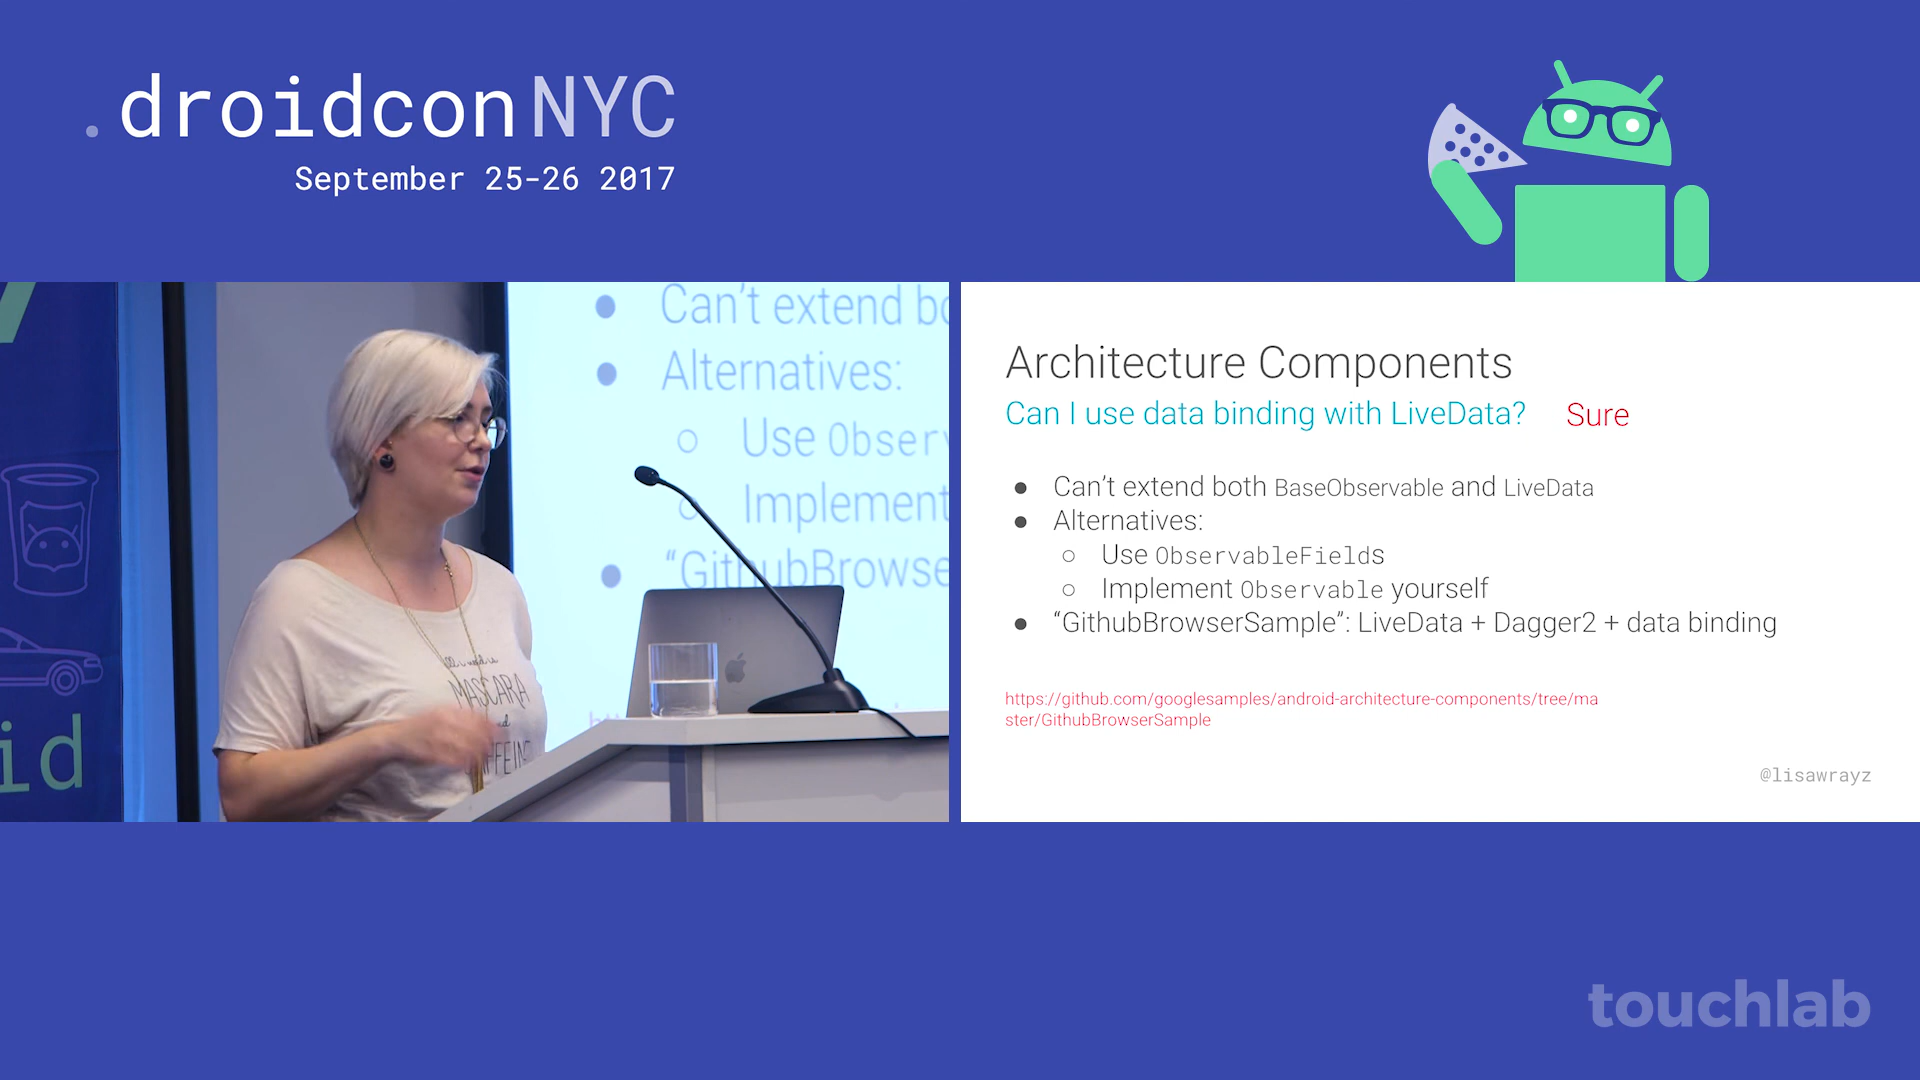 .droidcon NYC
September 25-26 2017
Can't extend
Alternatives:
Use
Implement
“GithubBrowse
id
MASCARA
Architecture Components
Can I use data binding with LiveData? Sure
● Can't extend both BaseObservable and LiveData
● Alternatives:
○ Use ObservableFields
○ Implement Observable yourself
● “GithubBrowserSample”: LiveData + Dagger2 + data binding
https://github.com/googlesamples/android-architecture-components/tree/ma
ster/GithubBrowserSample
@lisawrayz
touchlab